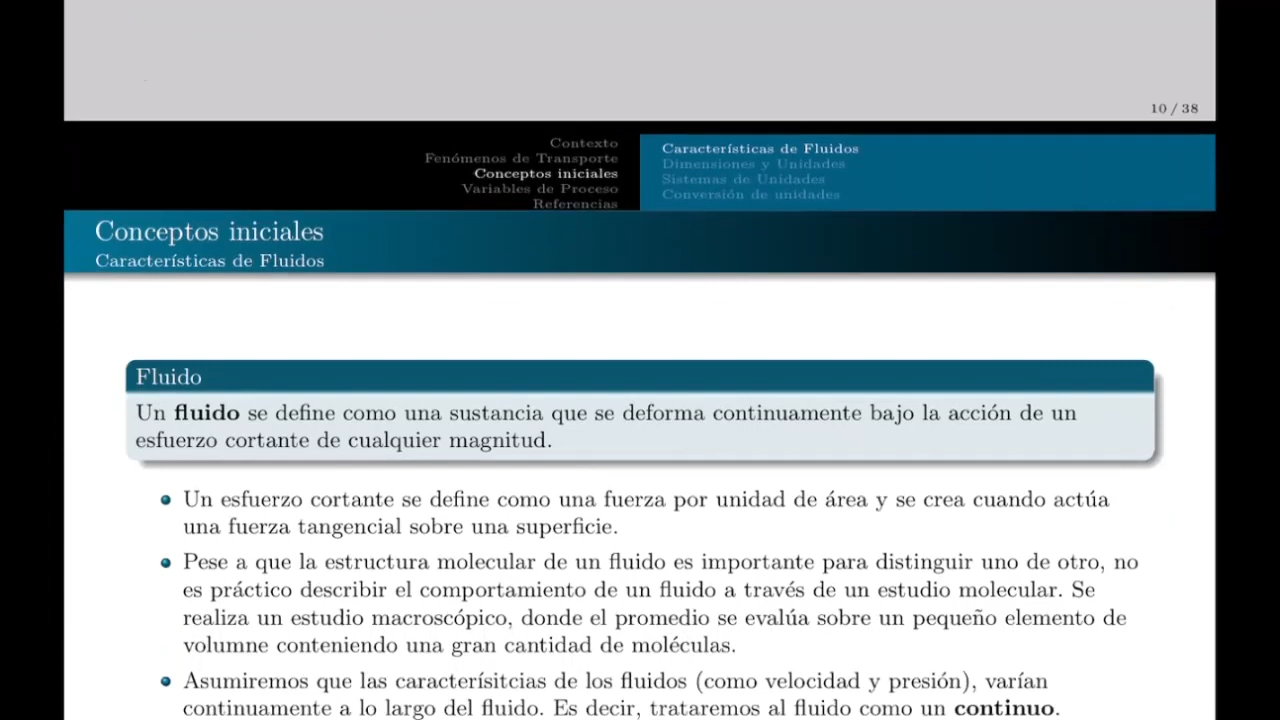 10 / 38
Contexto
Fenómenos de Transporte
Conceptos iniciales
Variables de Proceso
Referencias
Características de Fluidos
Dimensiones y Unidades
Sistemas de Unidades
Conversión de unidades
Conceptos iniciales
Características de Fluidos
Fluido
Un fluido se define como una sustancia que se deforma continuamente bajo la acción de un
esfuerzo cortante de cualquier magnitud.
Un esfuerzo cortante se define como una fuerza por unidad de área y se crea cuando actúa
una fuerza tangencial sobre una superficie.
Pese a que la estructura molecular de un fluido es importante para distinguir uno de otro, no
es práctico describir el comportamiento de un fluido a través de un estudio molecular. Se
realiza un estudio macroscópico, donde el promedio se evalúa sobre un pequeño elemento de
volumne conteniendo una gran cantidad de moléculas.
Asumiremos que las caracterísitcias de los fluidos (como velocidad y presión), varían
continuamente a lo largo del fluido. Es decir, trataremos al fluido como un continuo.